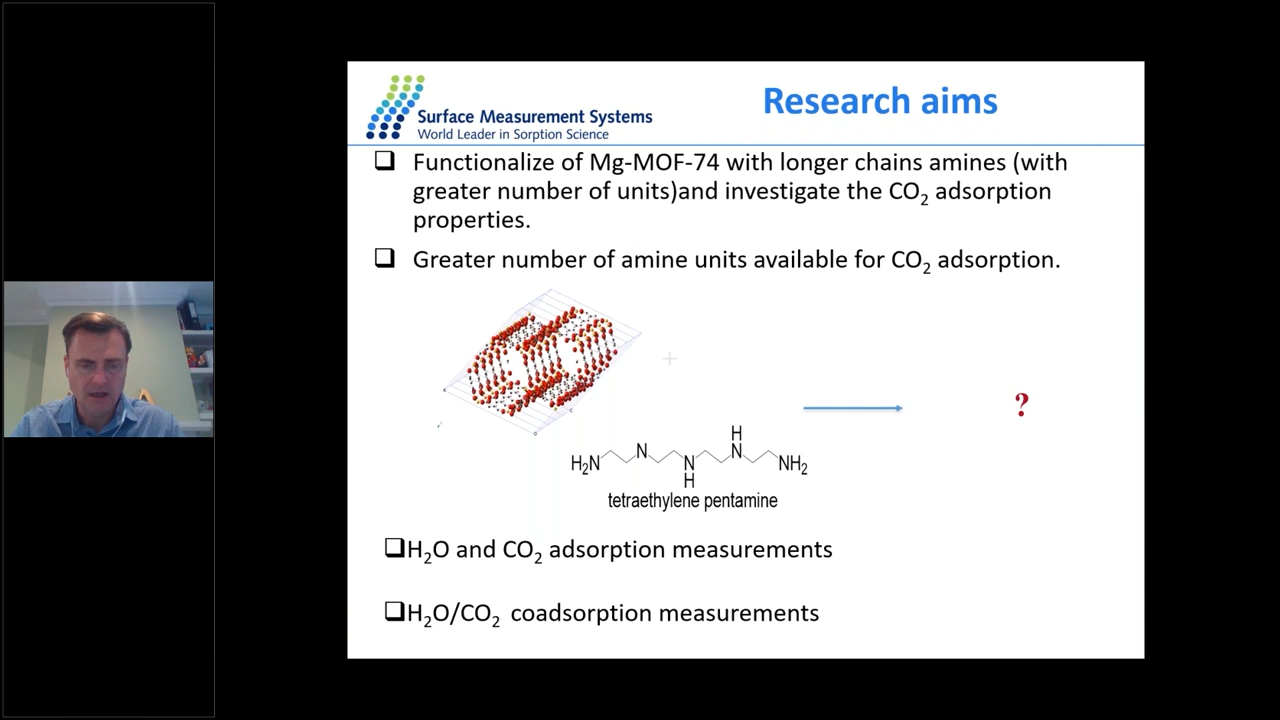 Surface Measurement Systems
World Leader in Sorption Science
Research aims
❑ Functionalize of Mg-MOF-74 with longer chains amines (with
greater number of units)and investigate the CO₂ adsorption
properties.
❑ Greater number of amine units available for CO₂ adsorption.
?
H
H₂N N N NH₂
N
H
tetraethylene pentamine
❑H₂O and CO₂ adsorption measurements
❑H₂O/CO₂ coadsorption measurements